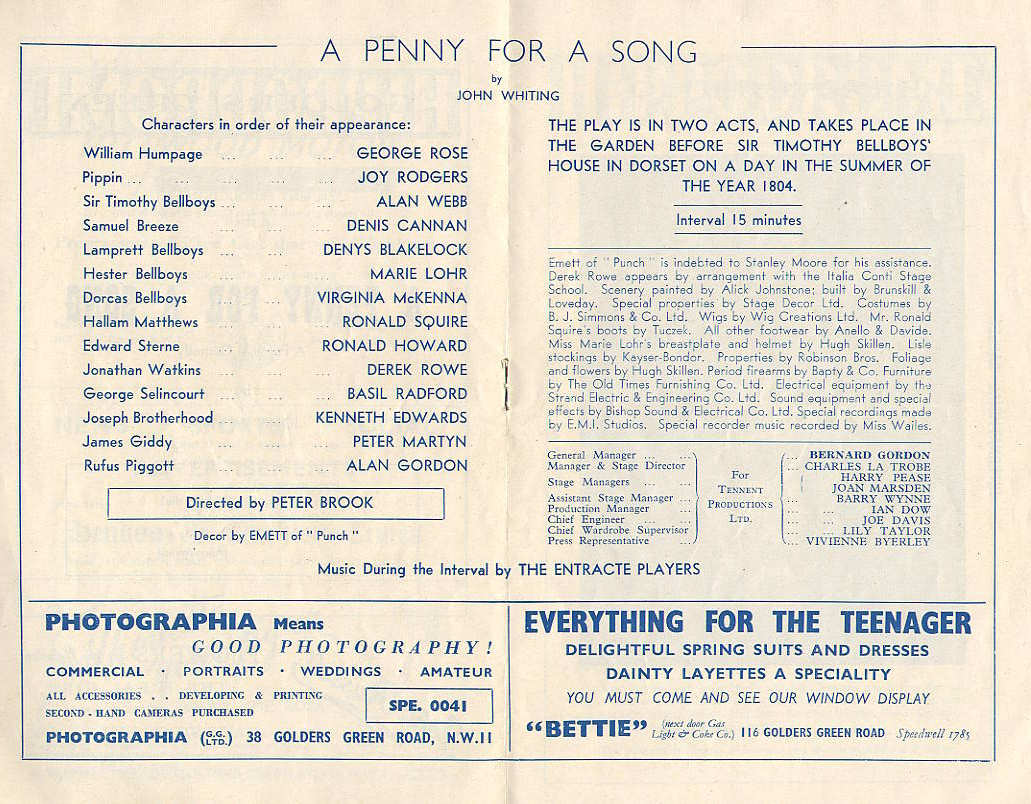 A PENNY FOR A SONG
by
JOHN WHITING
Characters in order of their appearance:
William Humpage ... ... ... GEORGE ROSE
Pippin ... ... ... ... ... JOY RODGERS
Sir Timothy Bellboys ... ... ... ALAN WEBB
Samuel Breeze ... ... ... DENIS CANNAN
Lamprett Bellboys ... ... DENYS BLAKELOCK
Hester Bellboys ... ... ... MARIE LOHR
Dorcas Bellboys ... ... VIRGINIA McKENNA
Hallam Matthews ... ... RONALD SQUIRE
Edward Sterne ... ... RONALD HOWARD
Jonathan Watkins ... ... ... DEREK ROWE
George Selincourt ... ... BASIL RADFORD
Joseph Brotherhood ... ... KENNETH EDWARDS
James Giddy ... ... ... PETER MARTYN
Rufus Piggott ... ... ... ALAN GORDON
Directed by PETER BROOK
Decor by EMETT of " Punch "
THE PLAY IS IN TWO ACTS, AND TAKES PLACE IN
THE GARDEN BEFORE SIR TIMOTHY BELLBOYS'
HOUSE IN DORSET ON A DAY IN THE SUMMER OF
THE YEAR 1804.
Interval 15 minutes
Emett of " Punch " is indebted to Stanley Moore for his assistance.
Derek Rowe appears by arrangement with the Italia Conti Stage
School. Scenery painted by Alick Johnstone; built by Brunskill &
Loveday. Special properties by Stage Decor Ltd. Costumes by
B. J. Simmons & Co. Ltd. Wigs by Wig Creations Ltd. Mr. Ronald
Squire's boots by Tuczek. All other footwear by Anello & Davide.
Miss Marie Lohr's breastplate and helmet by Hugh Skillen. Lisle
stockings by Kayser-Bondor. Properties by Robinson Bros. Foliage
and flowers by Hugh Skillen. Period firearms by Bapty & Co. Furniture
by The Old Times Furnishing Co. Ltd. Electrical equipment by the
Strand Electric & Engineering Co. Ltd. Sound equipment and special
effects by Bishop Sound & Electrical Co. Ltd. Special recordings made
by E.M.I. Studios. Special recorder music recorded by Miss Wailes.
General Manager ... ... BERNARD GORDON
Manager & Stage Director ... CHARLES LA TROBE
Stage Managers ... ... HARRY PEASE
JOAN MARSDEN
Assistant Stage Manager ... ... BARRY WYNNE
Production Manager ... ... ... IAN DOW
Chief Engineer ... ... ... ... JOE DAVIS
Chief Wardrobe Supervisor ... ... LILY TAYLOR
Press Representative ... ... VIVIENNE BYERLEY
For
TENNENT
PRODUCTIONS
LTD.
Music During the Interval by THE ENTRACTE PLAYERS
PHOTOGRAPHIA Means
GOOD PHOTOGRAPHY!
COMMERCIAL · PORTRAITS · WEDDINGS · AMATEUR
ALL ACCESSORIES . . DEVELOPING & PRINTING
SECOND-HAND CAMERAS PURCHASED
SPE. 0041
PHOTOGRAPHIA (G.G. LTD.) 38 GOLDERS GREEN ROAD, N.W.11
EVERYTHING FOR THE TEENAGER
DELIGHTFUL SPRING SUITS AND DRESSES
DAINTY LAYETTES A SPECIALITY
YOU MUST COME AND SEE OUR WINDOW DISPLAY
"BETTIE" (next door Gas Light & Coke Co.) 116 GOLDERS GREEN ROAD Speedwell 1785